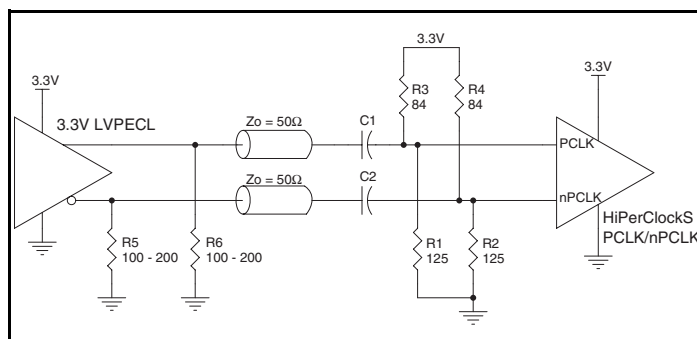 3.3V
3.3V LVPECL
Zo = 50Ω
Zo = 50Ω
C1
C2
3.3V
R3
84
R4
84
3.3V
PCLK
nPCLK
HiPerClockS
PCLK/nPCLK
R5
100 - 200
R6
100 - 200
R1
125
R2
125